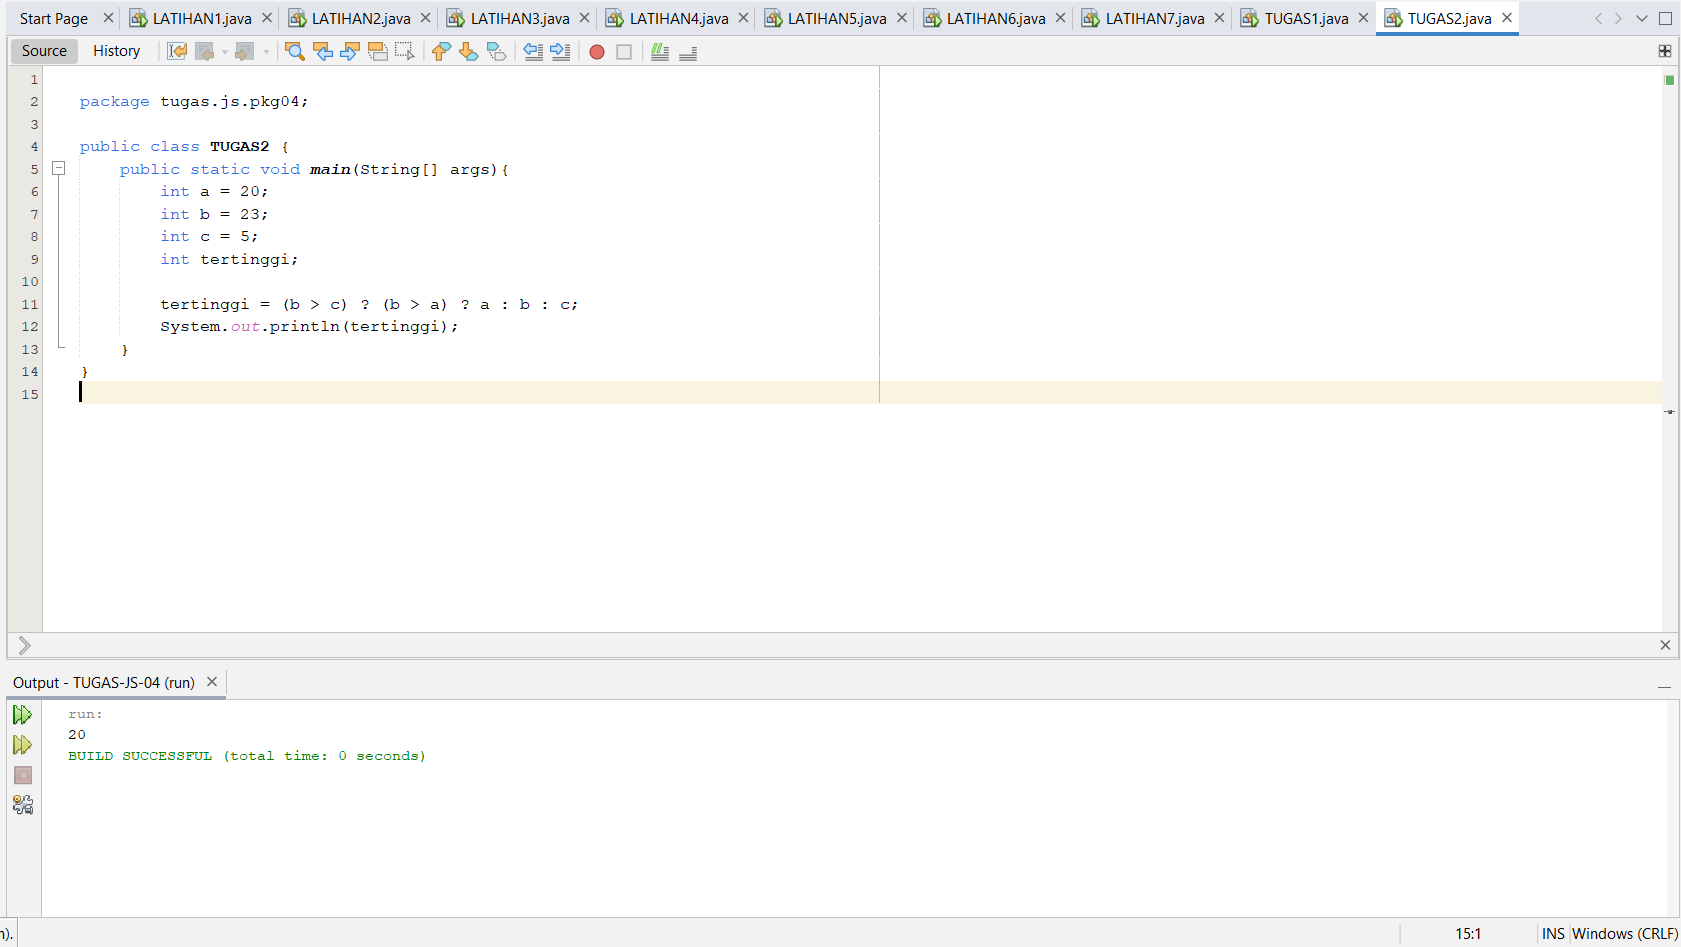 Start Page LATIHAN1.java LATIHAN2.java LATIHAN3.java LATIHAN4.java LATIHAN5.java LATIHAN6.java LATIHAN7.java TUGAS1.java TUGAS2.java
Source History
1
2 package tugas.js.pkg04;
3
4 public class TUGAS2 {
5 public static void main(String[] args){
6 int a = 20;
7 int b = 23;
8 int c = 5;
9 int tertinggi;
10
11 tertinggi = (b > c) ? (b > a) ? a : b : c;
12 System.out.println(tertinggi);
13 }
14 }
15
Output - TUGAS-JS-04 (run)
run:
20
BUILD SUCCESSFUL (total time: 0 seconds)
). 15:1 INS Windows (CRLF)